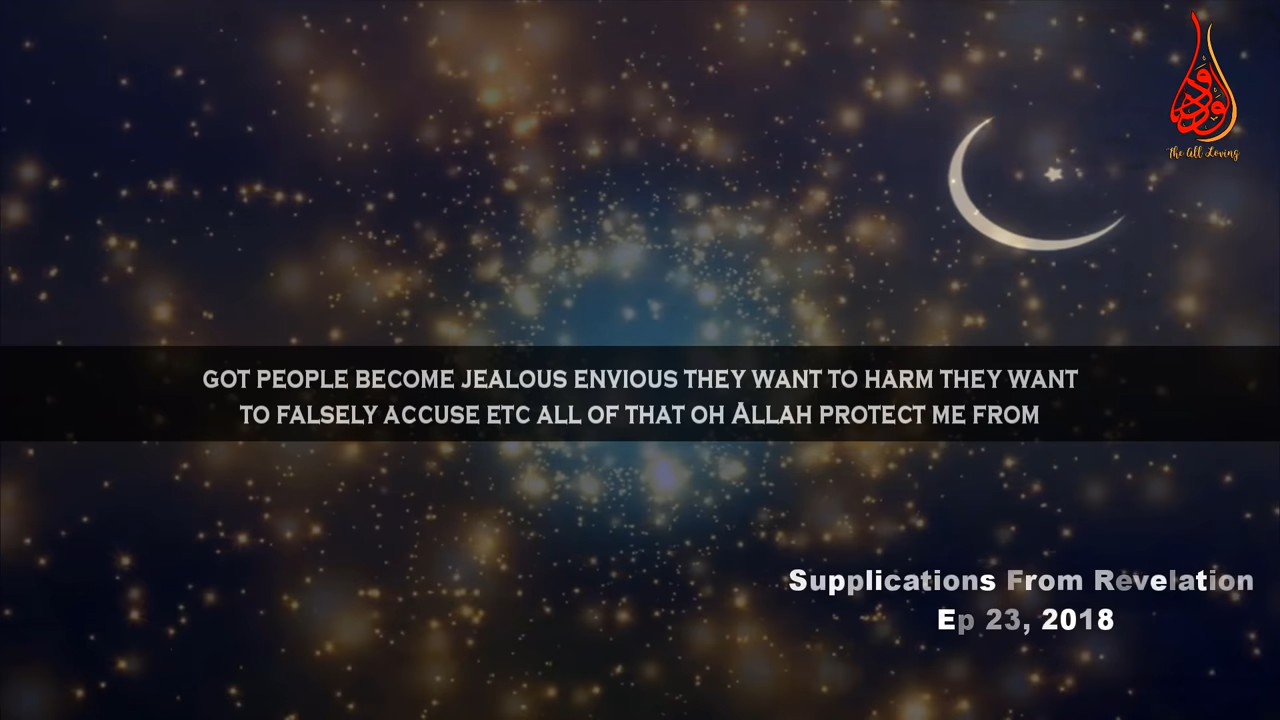 الودود
The All Loving
GOT PEOPLE BECOME JEALOUS ENVIOUS THEY WANT TO HARM THEY WANT
TO FALSELY ACCUSE ETC ALL OF THAT OH ALLAH PROTECT ME FROM
Supplications From Revelation
Ep 23, 2018